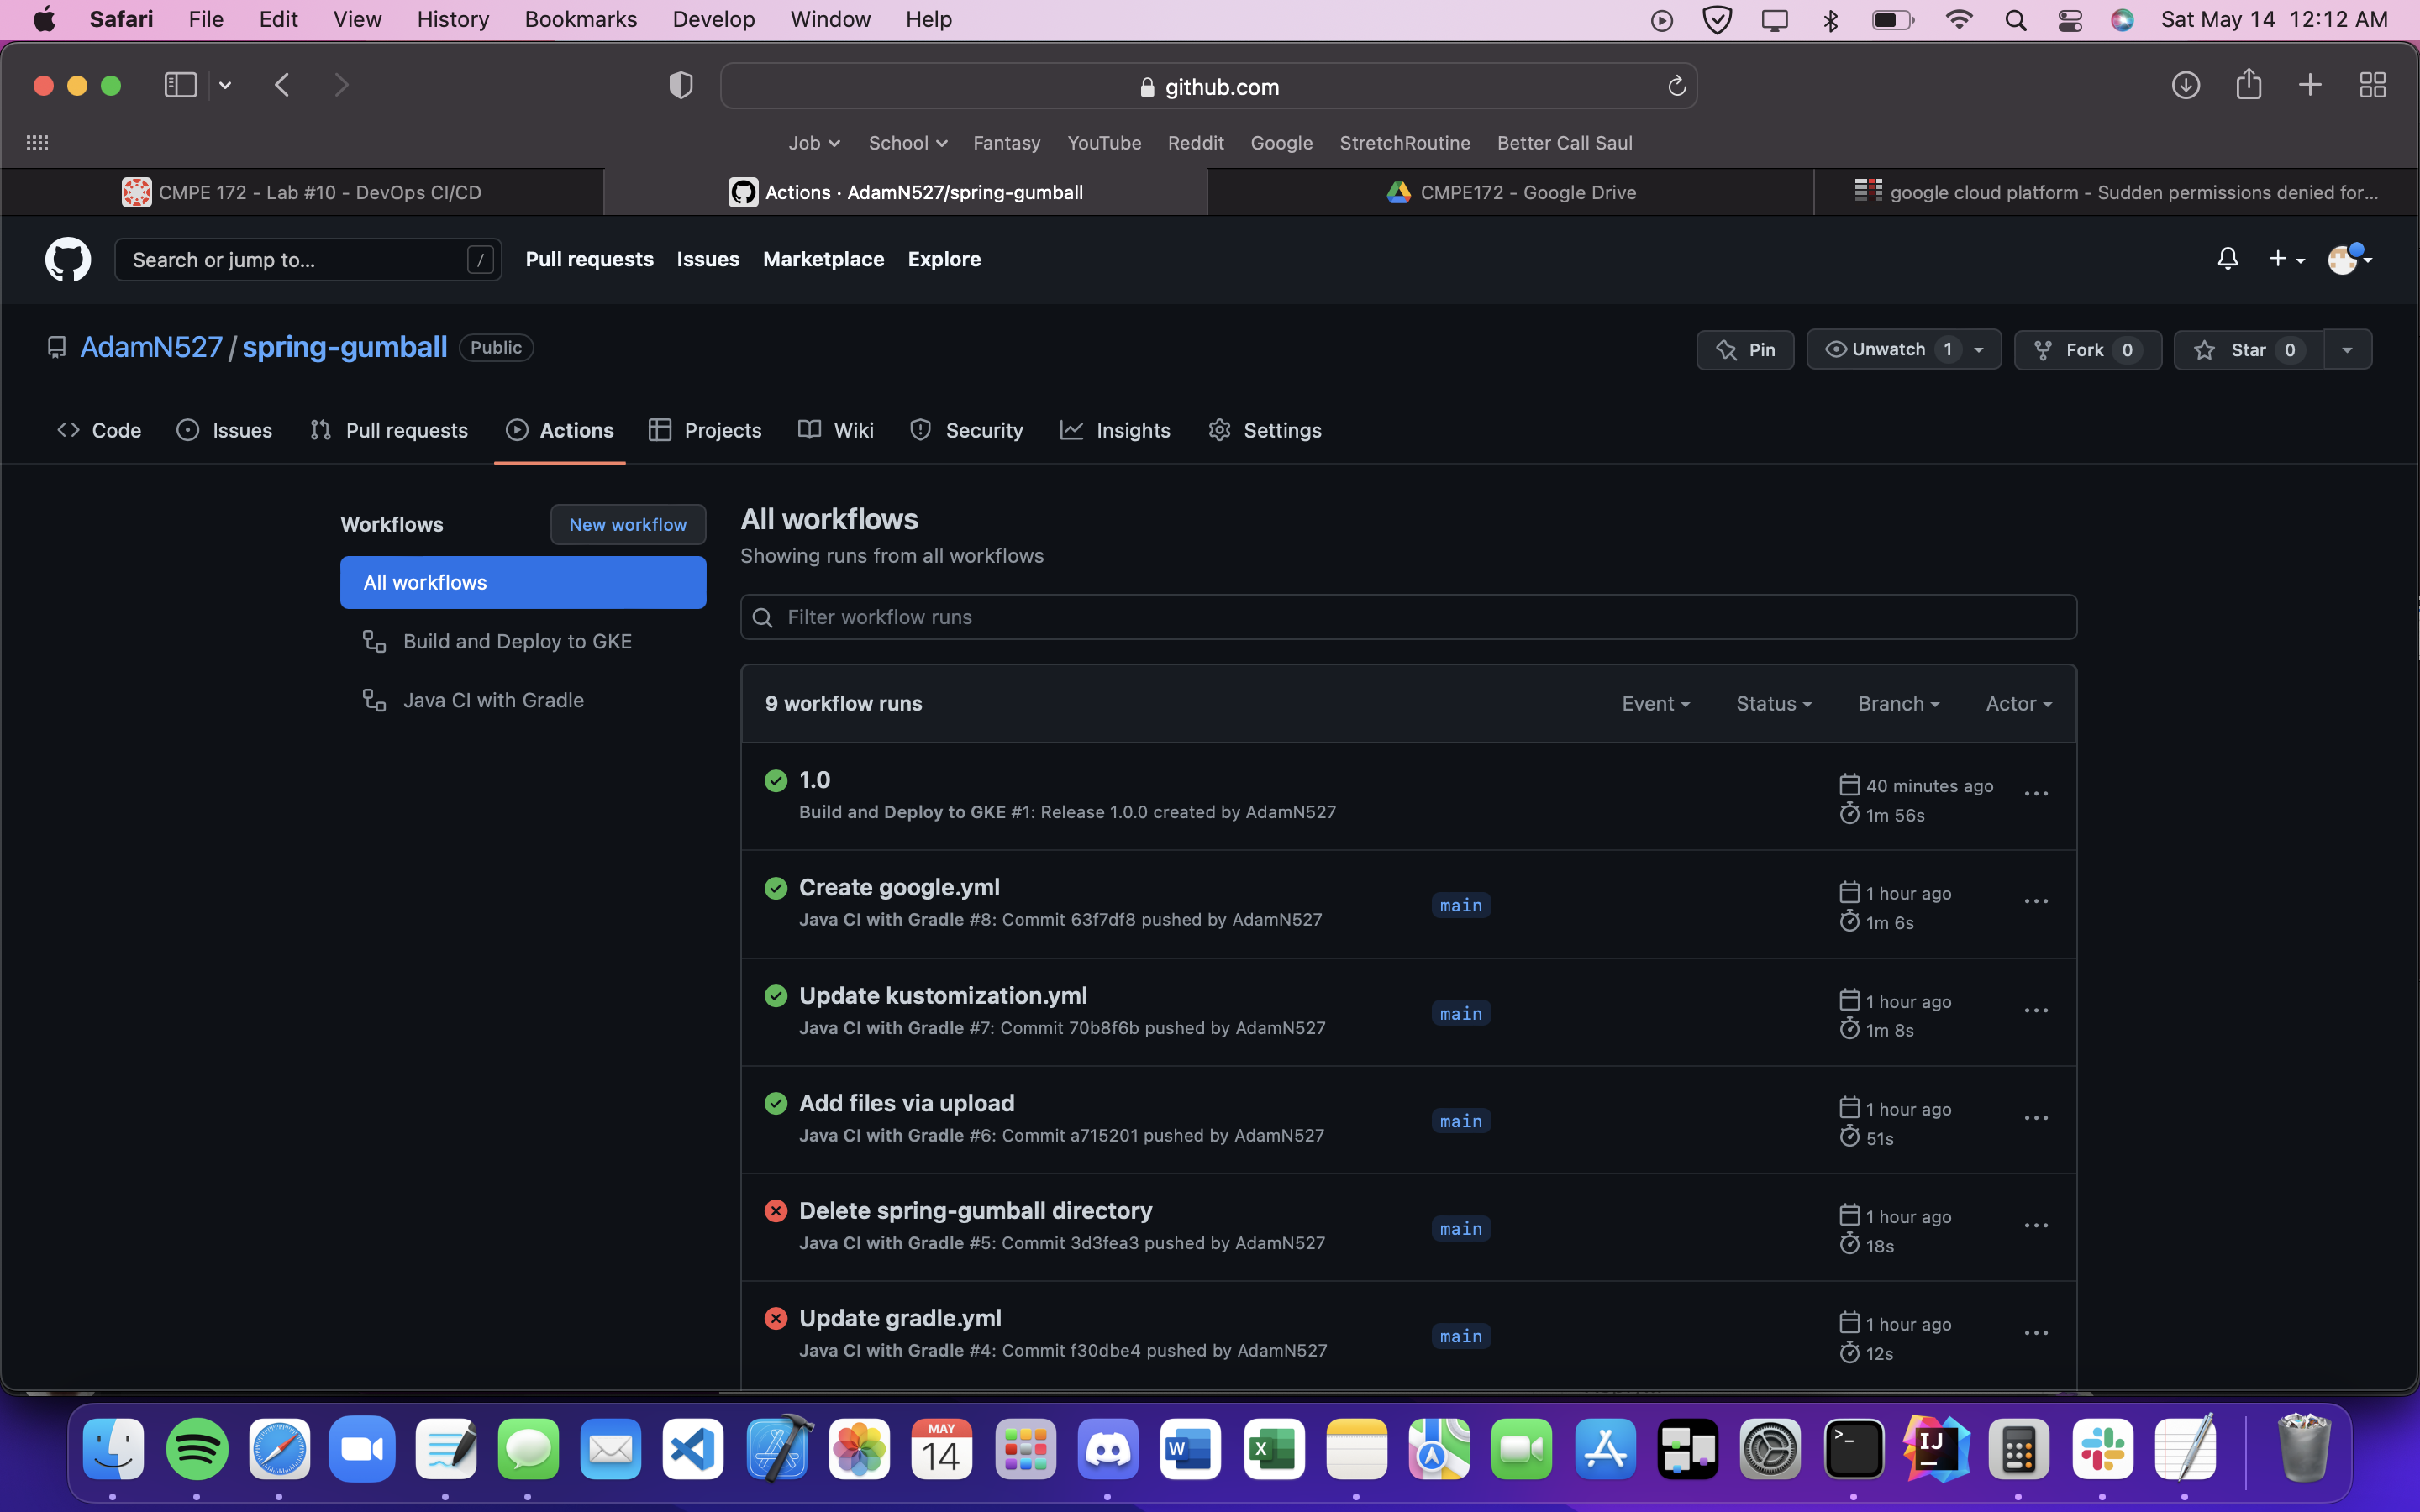 Safari File Edit View History Bookmarks Develop Window Help Sat May 14 12:12 AM
github.com
Job School Fantasy YouTube Reddit Google StretchRoutine Better Call Saul
CMPE 172 - Lab #10 - DevOps CI/CD Actions · AdamN527/spring-gumball CMPE172 - Google Drive google cloud platform - Sudden permissions denied for...
Search or jump to... / Pull requests Issues Marketplace Explore
AdamN527/spring-gumball Public Pin Unwatch 1 Fork 0 Star 0
Code Issues Pull requests Actions Projects Wiki Security Insights Settings
Workflows New workflow
All workflows
Build and Deploy to GKE
Java CI with Gradle
All workflows
Showing runs from all workflows
Filter workflow runs
9 workflow runs Event Status Branch Actor
1.0 40 minutes ago
Build and Deploy to GKE #1: Release 1.0.0 created by AdamN527 1m 56s
Create google.yml main 1 hour ago
Java CI with Gradle #8: Commit 63f7df8 pushed by AdamN527 1m 6s
Update kustomization.yml main 1 hour ago
Java CI with Gradle #7: Commit 70b8f6b pushed by AdamN527 1m 8s
Add files via upload main 1 hour ago
Java CI with Gradle #6: Commit a715201 pushed by AdamN527 51s
Delete spring-gumball directory main 1 hour ago
Java CI with Gradle #5: Commit 3d3fea3 pushed by AdamN527 18s
Update gradle.yml main 1 hour ago
Java CI with Gradle #4: Commit f30dbe4 pushed by AdamN527 12s
MAY
14
W
X
>_
IJ